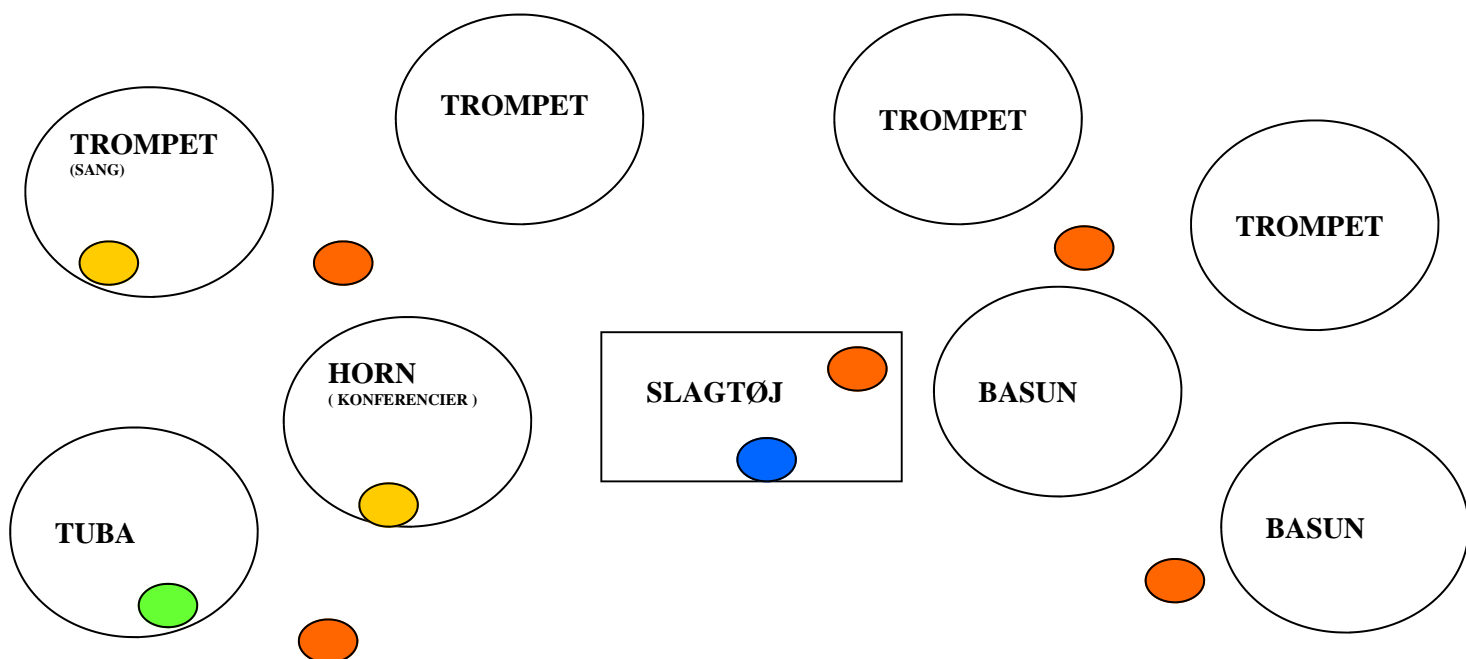 TROMPET
TROMPET
TROMPET
(SANG)
TROMPET
HORN
( KONFERENCIER )
SLAGTØJ
BASUN
TUBA
BASUN